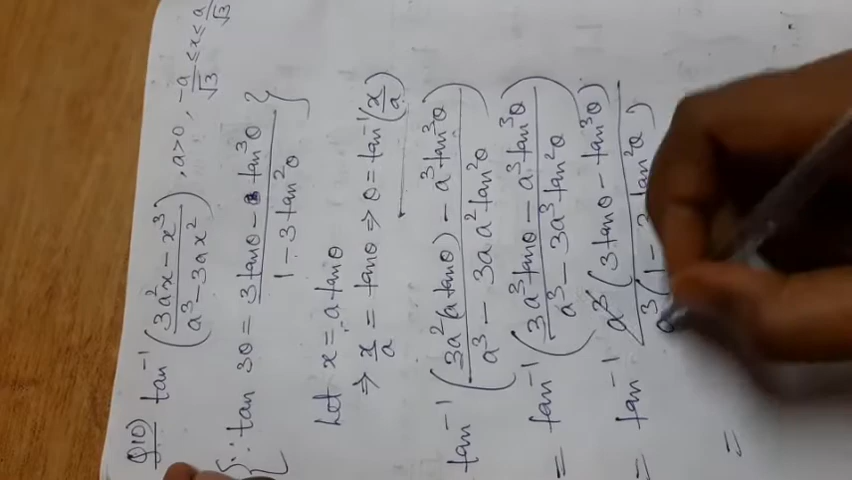 Q10) tan⁻¹ ( (3a²x − x³) / (a³ − 3ax²) ), a>0, −a/√3 ≤ x ≤ a/√3
{∵ tan 3θ = (3tanθ − tan³θ) / (1 − 3tan²θ) }
Let x = a tanθ
⇒ x/a = tanθ ⇒ θ = tan⁻¹(x/a)
tan⁻¹ ( (3a²(a tanθ) − a³tan³θ) / (a³ − 3a a²tan²θ) )
= tan⁻¹ ( (3a³tanθ − a³tan³θ) / (a³ − 3a³tan²θ) )
= tan⁻¹ ( a³(3tanθ − tan³θ) / a³(1 − 3tan²θ) )
=